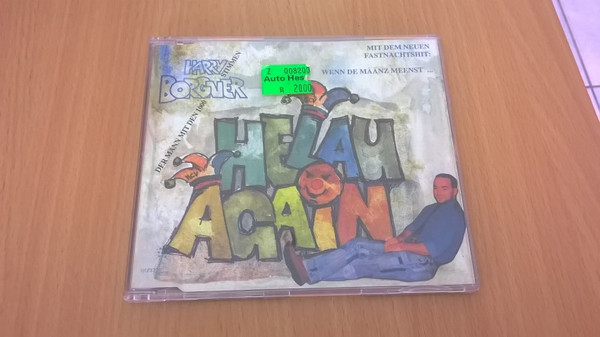 HARRY
BORGNER
DER MANN MIT DEN 1000
STIMMEN
MIT DEM NEUEN
FASTNACHTSHIT:
WENN DE MÄÄNZ MEENST ...
Auto Hes
HELAU
AGAIN